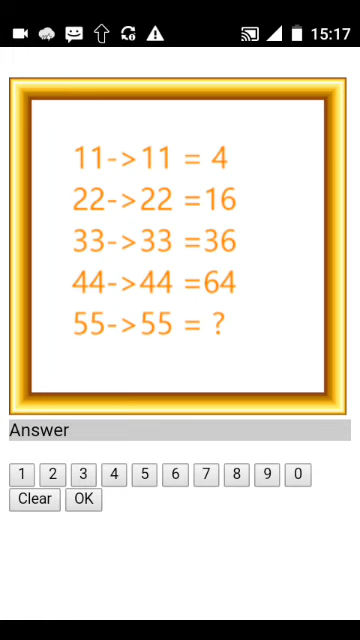 15:17
11->11 = 4
22->22 =16
33->33 =36
44->44 =64
55->55 = ?
Answer
1 2 3 4 5 6 7 8 9 0
Clear OK